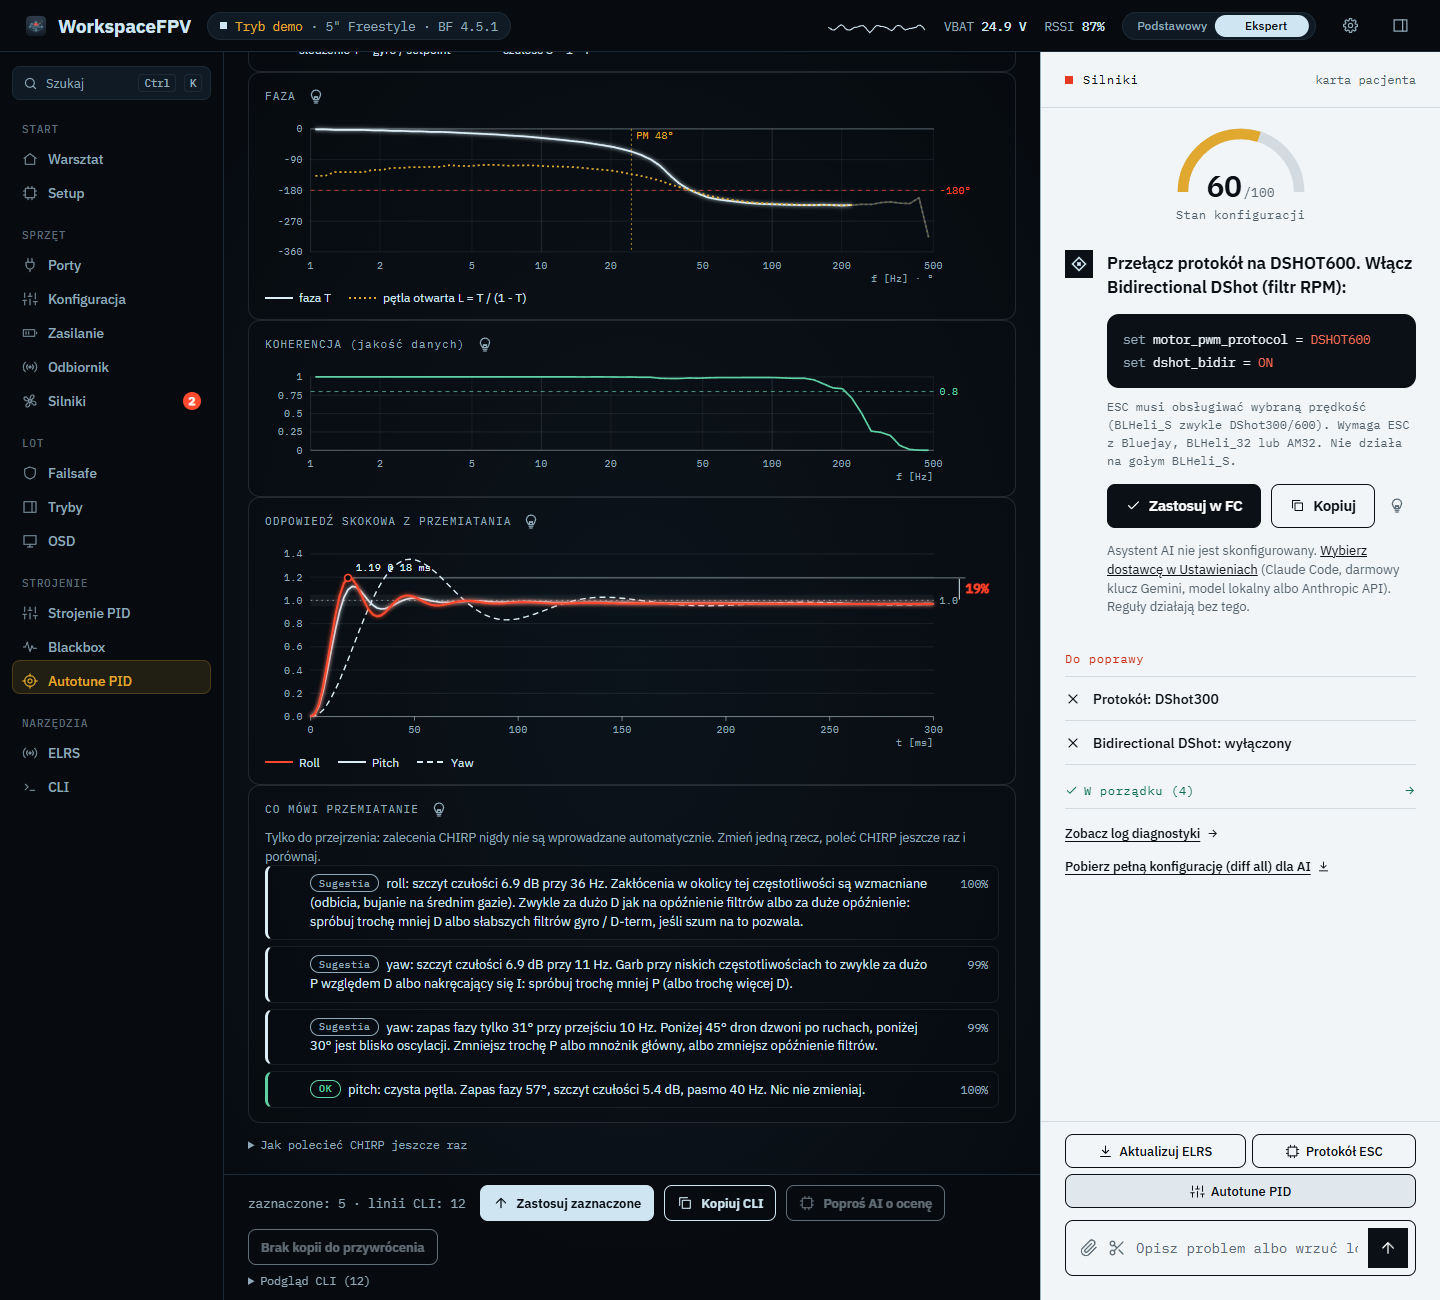 WorkspaceFPV
Tryb demo · 5" Freestyle · BF 4.5.1
VBAT 24.9 V
RSSI 87%
Podstawowy
Ekspert
Szukaj
Ctrl
K
START
Warsztat
Setup
SPRZĘT
Porty
Konfiguracja
Zasilanie
Odbiornik
Silniki
2
LOT
Failsafe
Tryby
OSD
STROJENIE
Strojenie PID
Blackbox
Autotune PID
NARZĘDZIA
ELRS
CLI
FAZA
0
-90
-180
-270
-360
PM 48°
-180°
1
2
5
10
20
50
100
200
500
f [Hz] · °
faza T
pętla otwarta L = T / (1 - T)
KOHERENCJA (jakość danych)
1
0.75
0.5
0.25
0
0.8
1
2
5
10
20
50
100
200
500
f [Hz]
ODPOWIEDŹ SKOKOWA Z PRZEMIATANIA
1.4
1.2
1.0
0.8
0.6
0.4
0.2
0.0
1.19 @ 18 ms
19%
1.0
0
50
100
150
200
250
300
t [ms]
Roll
Pitch
Yaw
CO MÓWI PRZEMIATANIE
Tylko do przejrzenia: zalecenia CHIRP nigdy nie są wprowadzane automatycznie. Zmień jedną rzecz, poleć CHIRP jeszcze raz i
porównaj.
Sugestia roll: szczyt czułości 6.9 dB przy 36 Hz. Zakłócenia w okolicy tej częstotliwości są wzmacniane 100%
(odbicia, bujanie na średnim gazie). Zwykle za dużo D jak na opóźnienie filtrów albo za duże opóźnienie:
spróbuj trochę mniej D albo słabszych filtrów gyro / D-term, jeśli szum na to pozwala.
Sugestia yaw: szczyt czułości 6.9 dB przy 11 Hz. Garb przy niskich częstotliwościach to zwykle za dużo 99%
P względem D albo nakręcający się I: spróbuj trochę mniej P (albo trochę więcej D).
Sugestia yaw: zapas fazy tylko 31° przy przejściu 10 Hz. Poniżej 45° dron dzwoni po ruchach, poniżej 99%
30° jest blisko oscylacji. Zmniejsz trochę P albo mnożnik główny, albo zmniejsz opóźnienie filtrów.
OK pitch: czysta pętla. Zapas fazy 57°, szczyt czułości 5.4 dB, pasmo 40 Hz. Nic nie zmieniaj. 100%
Jak polecieć CHIRP jeszcze raz
zaznaczone: 5 · linii CLI: 12
Zastosuj zaznaczone
Kopiuj CLI
Poproś AI o ocenę
Brak kopii do przywrócenia
Podgląd CLI (12)
Silniki
karta pacjenta
60/100
Stan konfiguracji
Przełącz protokół na DSHOT600. Włącz
Bidirectional DShot (filtr RPM):
set motor_pwm_protocol = DSHOT600
set dshot_bidir = ON
ESC musi obsługiwać wybraną prędkość
(BLHeli_S zwykle DShot300/600). Wymaga ESC
z Bluejay, BLHeli_32 lub AM32. Nie działa
na gołym BLHeli_S.
Zastosuj w FC
Kopiuj
Asystent AI nie jest skonfigurowany. Wybierz
dostawcę w Ustawieniach (Claude Code, darmowy
klucz Gemini, model lokalny albo Anthropic API).
Reguły działają bez tego.
Do poprawy
Protokół: DShot300
Bidirectional DShot: wyłączony
W porządku (4)
Zobacz log diagnostyki
Pobierz pełną konfigurację (diff all) dla AI
Aktualizuj ELRS
Protokół ESC
Autotune PID
Opisz problem albo wrzuć lo